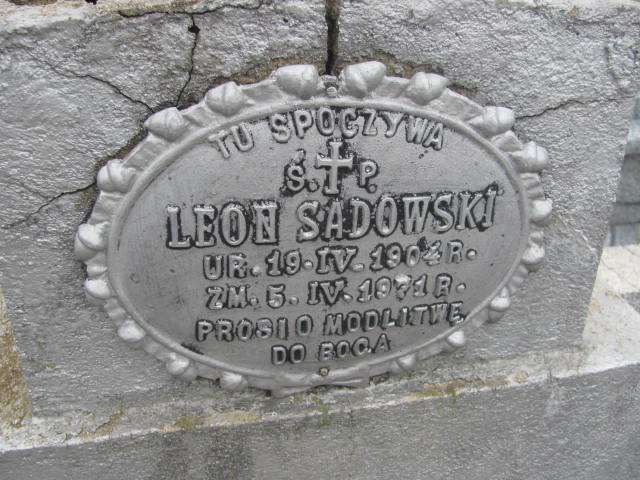 TU SPOCZYWA
Ś. P.
LEON SADOWSKI
UR. 19. IV. 1904 R.
ZM. 5. IV. 1971 R.
PROSI O MODLITWĘ
DO BOGA